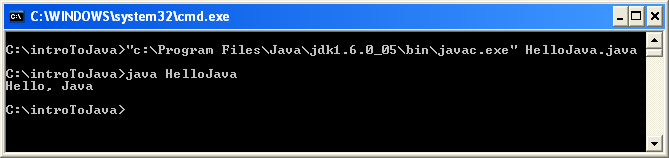 C:\WINDOWS\system32\cmd.exe
C:\introToJava>"c:\Program Files\Java\jdk1.6.0_05\bin\javac.exe" HelloJava.java
C:\introToJava>java HelloJava
Hello, Java
C:\introToJava>